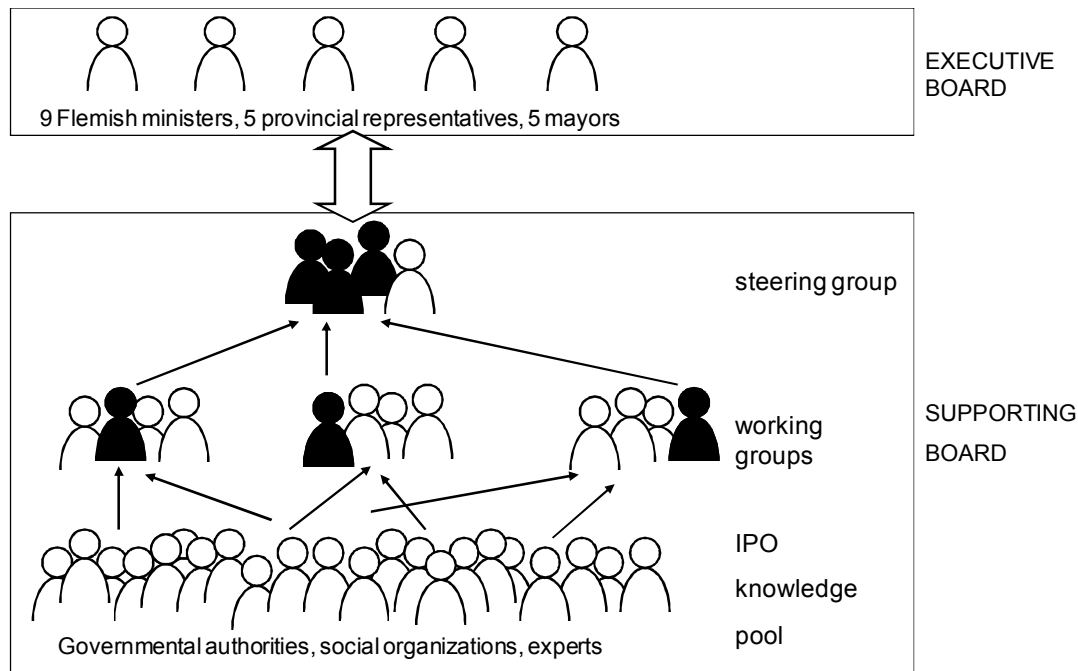 EXECUTIVE
BOARD
9 Flemish ministers, 5 provincial representatives, 5 mayors
steering group
working
groups
SUPPORTING
BOARD
IPO
knowledge
pool
Governmental authorities, social organizations, experts